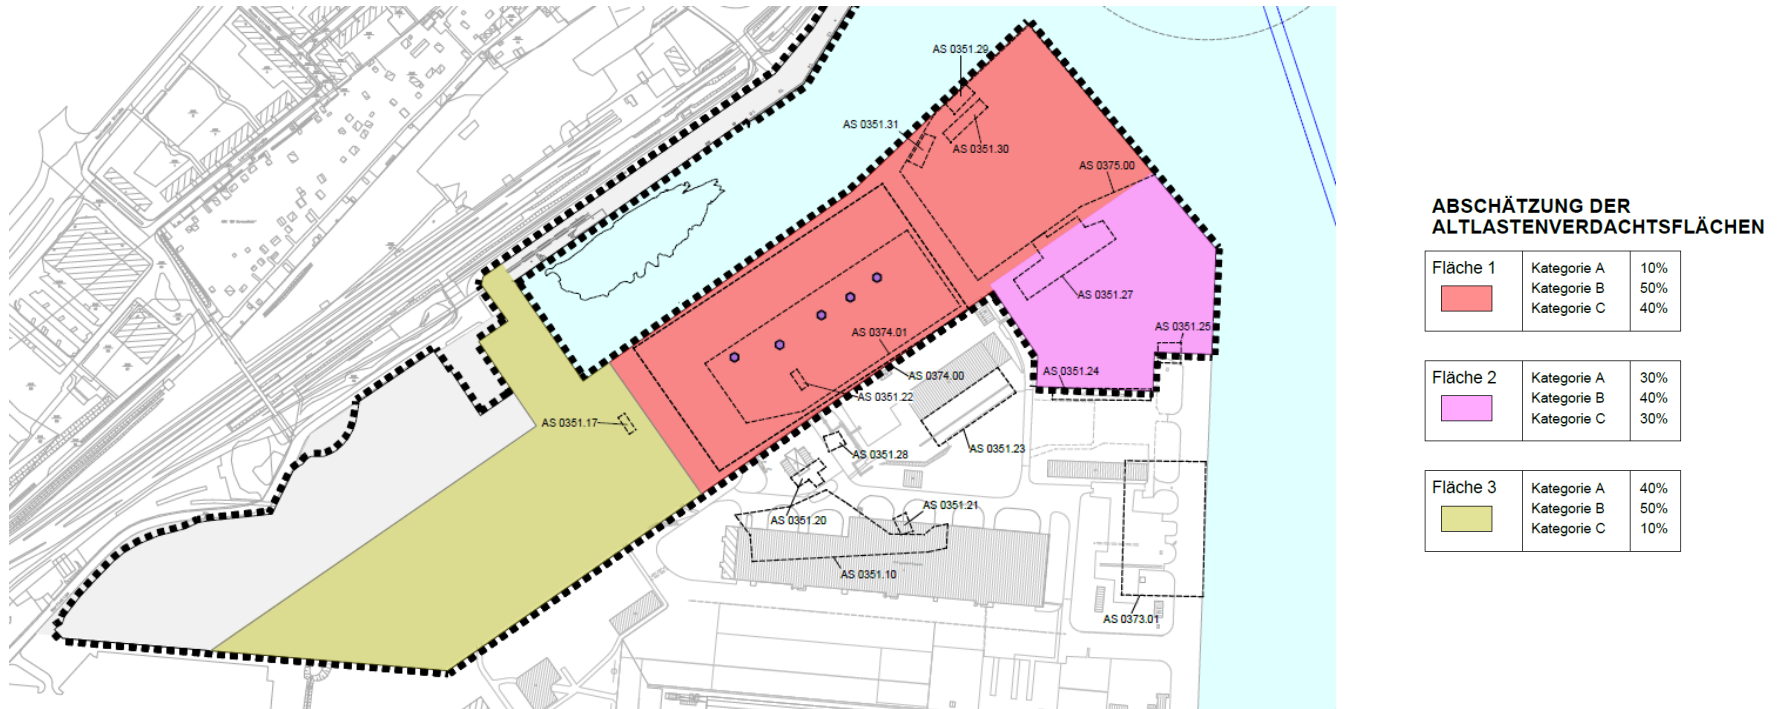 AS 0351.29
AS 0351.31
AS 0351.30
AS 0375.00
AS 0351.27
AS 0351.25
AS 0374.01
AS 0351.24
AS 0374.00
AS 0351.22
AS 0351.17
AS 0351.28
AS 0351.23
AS 0351.20
AS 0351.21
AS 0351.10
AS 0373.01
ABSCHÄTZUNG DER
ALTLASTENVERDACHTSFLÄCHEN
Fläche 1 Kategorie A 10%
Kategorie B 50%
Kategorie C 40%
Fläche 2 Kategorie A 30%
Kategorie B 40%
Kategorie C 30%
Fläche 3 Kategorie A 40%
Kategorie B 50%
Kategorie C 10%